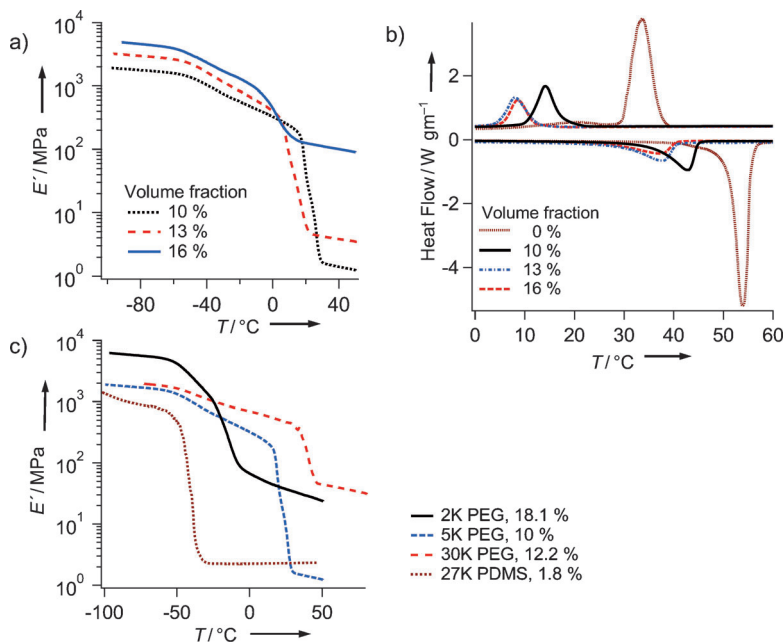 a)
10⁴
10³
10²
10¹
10⁰
E′ / MPa
Volume fraction
10 %
13 %
16 %
-80
-40
0
40
T / °C
b)
2
0
-2
-4
Heat Flow / W gm⁻¹
Volume fraction
0 %
10 %
13 %
16 %
0
10
20
30
40
50
60
T / °C
c)
10⁴
10³
10²
10¹
10⁰
E′ / MPa
-100
-50
0
50
T / °C
2K PEG, 18.1 %
5K PEG, 10 %
30K PEG, 12.2 %
27K PDMS, 1.8 %